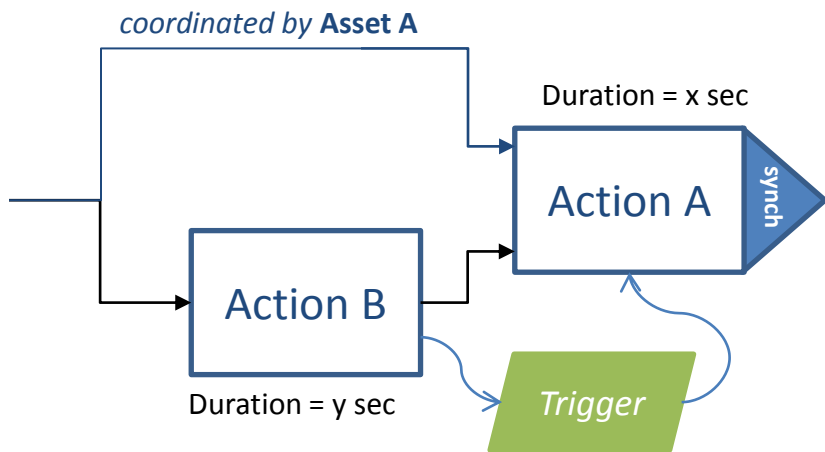 coordinated by Asset A
Duration = x sec
Action A
synch
Action B
Duration = y sec
Trigger